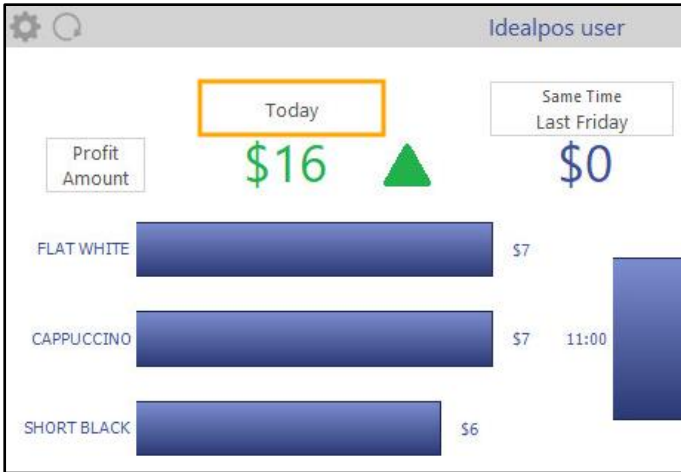 Idealpos user
Today
Same Time
Last Friday
Profit
Amount
$16
$0
FLAT WHITE
$7
CAPPUCCINO
$7
11:00
SHORT BLACK
$6